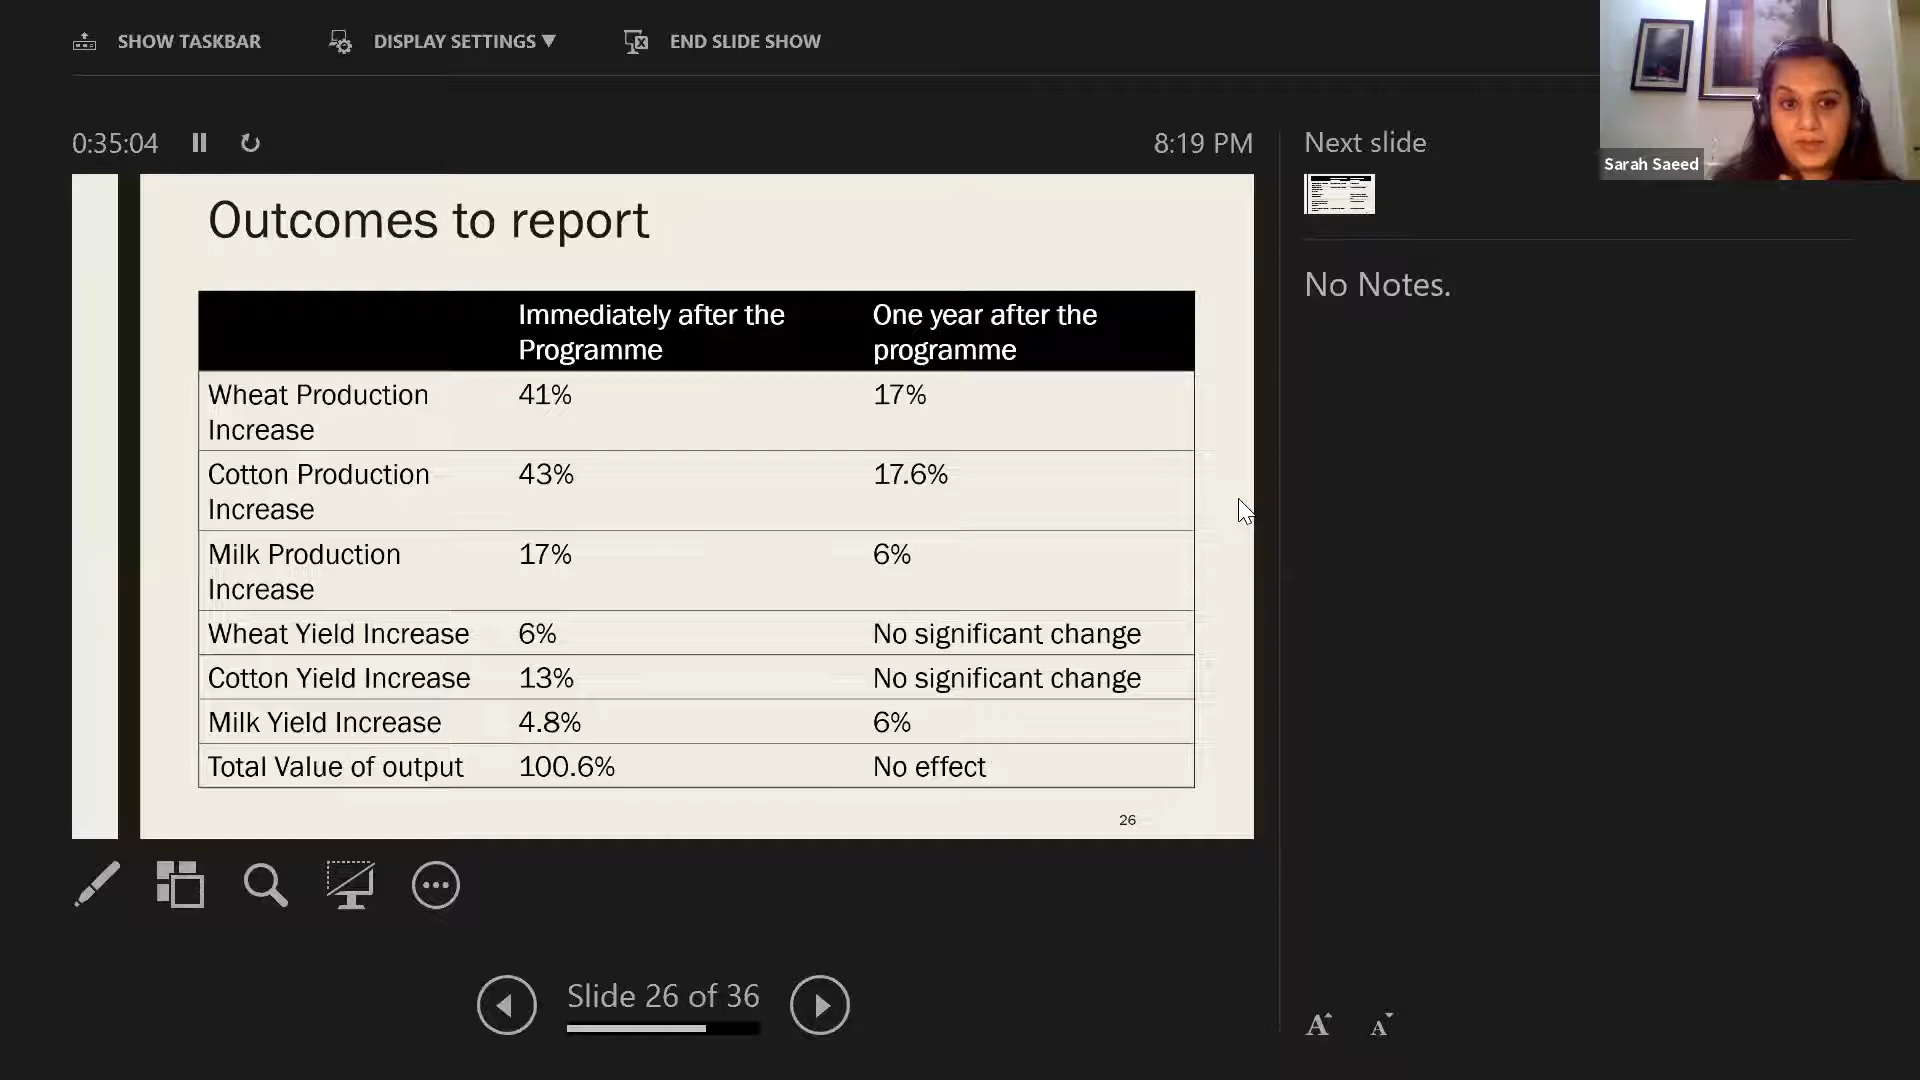 SHOW TASKBAR
DISPLAY SETTINGS ▼
END SLIDE SHOW
Sarah Saeed
0:35:04
8:19 PM
Next slide
No Notes.
Outcomes to report
Immediately after the Programme
One year after the programme
Wheat Production Increase
41%
17%
Cotton Production Increase
43%
17.6%
Milk Production Increase
17%
6%
Wheat Yield Increase
6%
No significant change
Cotton Yield Increase
13%
No significant change
Milk Yield Increase
4.8%
6%
Total Value of output
100.6%
No effect
26
Slide 26 of 36
A
A